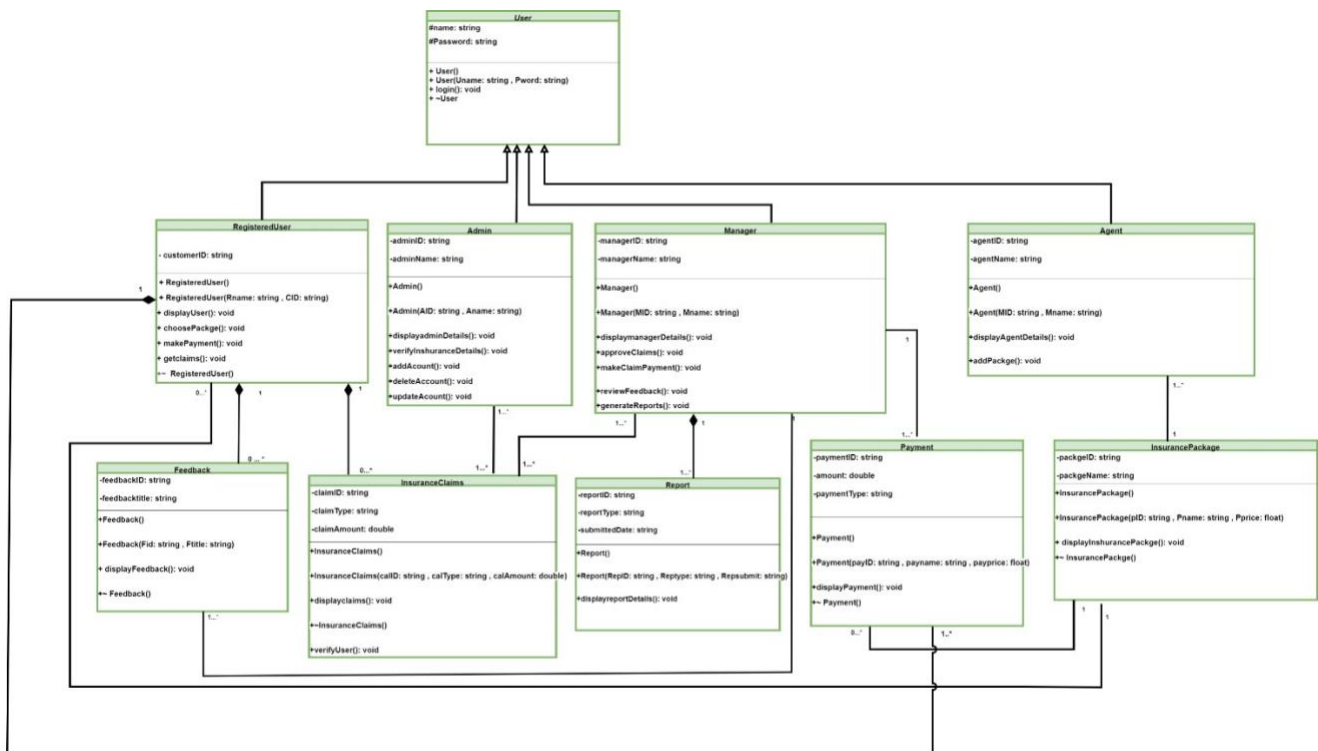 User
#name: string
#Password: string
+ User()
+ User(Uname: string , Pword: string)
+ login(): void
+ ~User
RegisteredUser
- customerID: string
+ RegisteredUser()
+ RegisteredUser(Rname: string , CID: string)
+ displayUser(): void
+ choosePackge(): void
+ makePayment(): void
+ getclaims(): void
+~ RegisteredUser()
Admin
-adminID: string
-adminName: string
+Admin()
+Admin(AID: string , Aname: string)
+displayadminDetails(): void
+verifyInshuranceDetails(): void
+addAcount(): void
+deleteAccount(): void
+updateAcount(): void
Manager
-managerID: string
-managerName: string
+Manager()
+Manager(MID: string , Mname: string)
+displaymanagerDetails(): void
+approveClaims(): void
+makeClaimPayment(): void
+reviewFeedback(): void
+generateReports(): void
Agent
-agentID: string
-agentName: string
+Agent()
+Agent(MID: string , Mname: string)
+displayAgentDetails(): void
+addPackge(): void
1
0...*
1
1
1...*
1...*
1
1
1...*
0 ....*
0...*
1...*
1...*
1...*
1...*
1
Feedback
-feedbackID: string
-feedbacktitle: string
+Feedback()
+Feedback(Fid: string , Ftitle: string)
+ displayFeedback(): void
+~ Feedback()
InsuranceClaims
-claimID: string
-claimType: string
-claimAmount: double
+InsuranceClaims()
+InsuranceClaims(calID: string , calType: string , calAmount: double)
+displayclaims(): void
+~InsuranceClaims()
+verifyUser(): void
Report
-reportID: string
-reportType: string
-submittedDate: string
+Report()
+Report(RepID: string , Reptype: string , Repsubmit: string)
+displayreportDetails(): void
Payment
-paymentID: string
-amount: double
-paymentType: string
+Payment()
+Payment(payID: string , payname: string , payprice: float)
+displayPayment(): void
+~ Payment()
InsurancePackage
-packgeID: string
-packgeName: string
+InsurancePackage()
+InsurancePackage(pID: string , Pname: string , Pprice: float)
+ displayInshurancePackge(): void
+~ InsurancePackge()
1...*
0...*
1...*
1
1